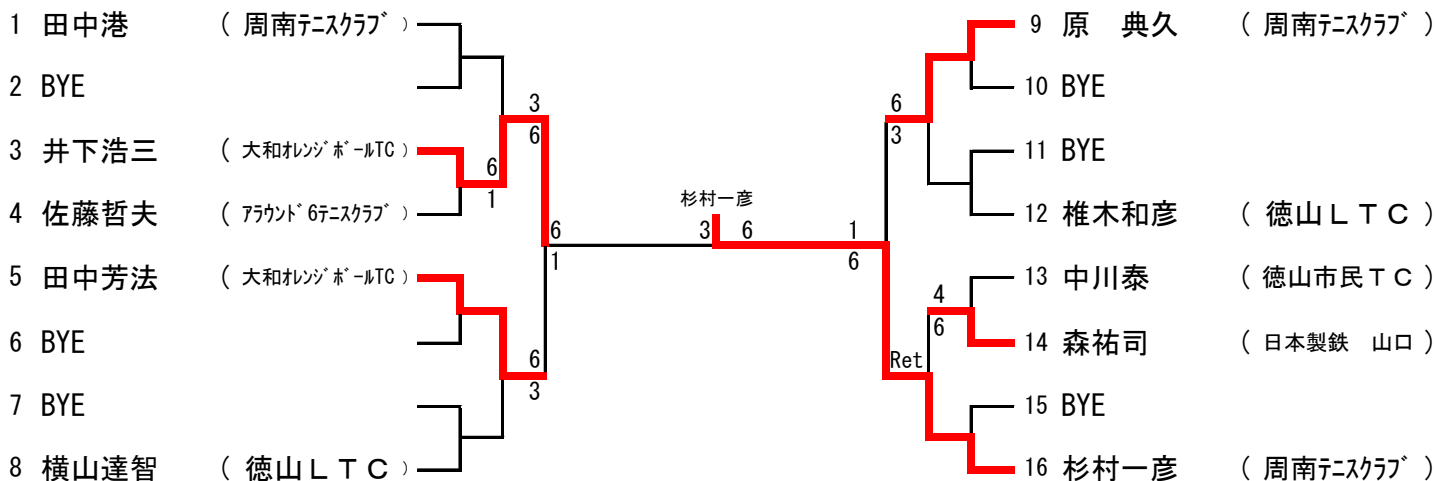 1 田中港 ( 周南ﾃﾆｽｸﾗﾌﾞ )
2 BYE
3 井下浩三 ( 大和ｵﾚﾝｼﾞﾎﾞｰﾙTC )
4 佐藤哲夫 ( ｱﾗｳﾝﾄﾞ6ﾃﾆｽｸﾗﾌﾞ )
5 田中芳法 ( 大和ｵﾚﾝｼﾞﾎﾞｰﾙTC )
6 BYE
7 BYE
8 横山達智 ( 徳山ＬＴＣ )
3
6
6
1
6
3
6
1
杉村一彦
3 6
1
6
6
3
4
6
Ret
9 原　典久 ( 周南ﾃﾆｽｸﾗﾌﾞ )
10 BYE
11 BYE
12 椎木和彦 ( 徳山ＬＴＣ )
13 中川泰 ( 徳山市民ＴＣ )
14 森祐司 ( 日本製鉄　山口 )
15 BYE
16 杉村一彦 ( 周南ﾃﾆｽｸﾗﾌﾞ )